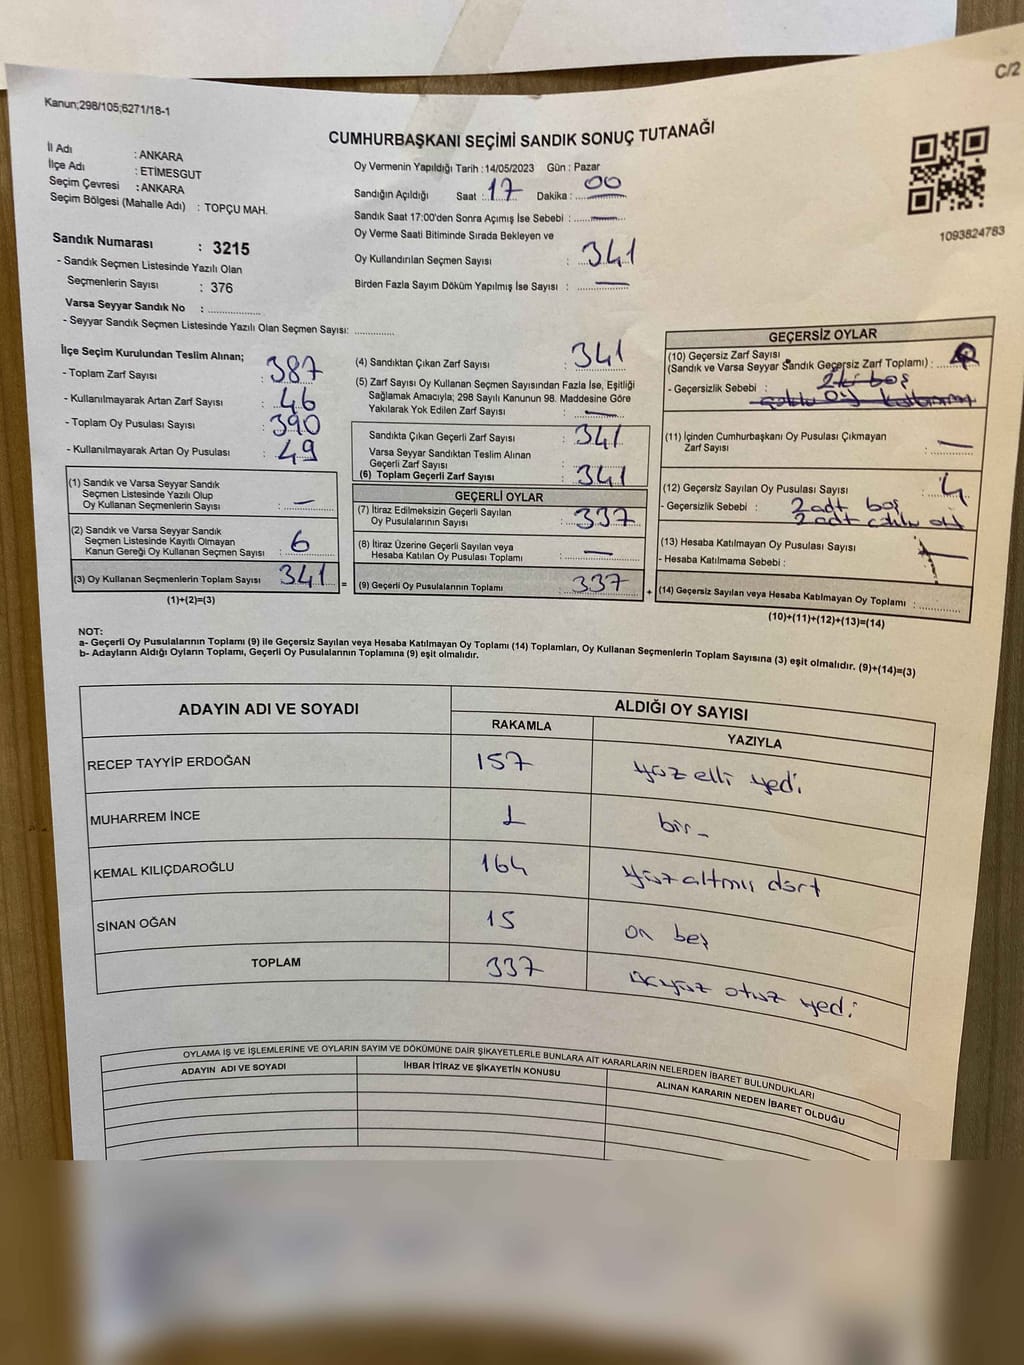 C/2
Kanun;298/105;6271/18-1
CUMHURBAŞKANI SEÇİMİ SANDIK SONUÇ TUTANAĞI
İl Adı : ANKARA
İlçe Adı : ETİMESGUT
Seçim Çevresi : ANKARA
Seçim Bölgesi (Mahalle Adı) : TOPÇU MAH.
Oy Vermenin Yapıldığı Tarih : 14/05/2023 Gün : Pazar
Sandığın Açıldığı Saat : 17 Dakika : 00
Sandık Saat 17:00'den Sonra Açımış İse Sebebi : —
Oy Verme Saati Bitiminde Sırada Bekleyen ve
Oy Kullandırılan Seçmen Sayısı : 341
Birden Fazla Sayım Döküm Yapılmış İse Sayısı : —
1093824783
Sandık Numarası : 3215
- Sandık Seçmen Listesinde Yazılı Olan
Seçmenlerin Sayısı : 376
Varsa Seyyar Sandık No : ..................
- Seyyar Sandık Seçmen Listesinde Yazılı Olan Seçmen Sayısı: .............
İlçe Seçim Kurulundan Teslim Alınan;
- Toplam Zarf Sayısı : 387
- Kullanılmayarak Artan Zarf Sayısı : 46
- Toplam Oy Pusulası Sayısı : 390
- Kullanılmayarak Artan Oy Pusulası : 49
(1) Sandık ve Varsa Seyyar Sandık
Seçmen Listesinde Yazılı Olup
Oy Kullanan Seçmenlerin Sayısı : —
(2) Sandık ve Varsa Seyyar Sandık
Seçmen Listesinde Kayıtlı Olmayan
Kanun Gereği Oy Kullanan Seçmen Sayısı : 6
(3) Oy Kullanan Seçmenlerin Toplam Sayısı 341 =
(1)+(2)=(3)
(4) Sandıktan Çıkan Zarf Sayısı : 341
(5) Zarf Sayısı Oy Kullanan Seçmen Sayısından Fazla İse, Eşitliği
Sağlamak Amacıyla; 298 Sayılı Kanunun 98. Maddesine Göre
Yakılarak Yok Edilen Zarf Sayısı : —
Sandıkta Çıkan Geçerli Zarf Sayısı : 341
Varsa Seyyar Sandıktan Teslim Alınan
Geçerli Zarf Sayısı
(6) Toplam Geçerli Zarf Sayısı : 341
GEÇERLİ OYLAR
(7) İtiraz Edilmeksizin Geçerli Sayılan
Oy Pusulalarının Sayısı : 337
(8) İtiraz Üzerine Geçerli Sayılan veya
Hesaba Katılan Oy Pusulası Toplamı : —
(9) Geçerli Oy Pusulalarının Toplamı : 337 +
GEÇERSİZ OYLAR
(10) Geçersiz Zarf Sayısı
(Sandık ve Varsa Seyyar Sandık Geçersiz Zarf Toplamı) :
- Geçersizlik Sebebi : boş
(11) İçinden Cumhurbaşkanı Oy Pusulası Çıkmayan
Zarf Sayısı : —
(12) Geçersiz Sayılan Oy Pusulası Sayısı : 4
- Geçersizlik Sebebi : 2 adt boş
2 adt
(13) Hesaba Katılmayan Oy Pusulası Sayısı
- Hesaba Katılmama Sebebi :
(14) Geçersiz Sayılan veya Hesaba Katılmayan Oy Toplamı : ............
(10)+(11)+(12)+(13)=(14)
NOT:
a- Geçerli Oy Pusulalarının Toplamı (9) ile Geçersiz Sayılan veya Hesaba Katılmayan Oy Toplamı (14) Toplamları, Oy Kullanan Seçmenlerin Toplam Sayısına (3) eşit olmalıdır. (9)+(14)=(3)
b- Adayların Aldığı Oyların Toplamı, Geçerli Oy Pusulalarının Toplamına (9) eşit olmalıdır.
ADAYIN ADI VE SOYADI ALDIĞI OY SAYISI
RAKAMLA YAZIYLA
RECEP TAYYİP ERDOĞAN 157 yüz elli yedi
MUHARREM İNCE 1 bir
KEMAL KILIÇDAROĞLU 164 yüz altmış dört
SİNAN OĞAN 15 on beş
TOPLAM 337 üçyüz otuz yedi
OYLAMA İŞ VE İŞLEMLERİNE VE OYLARIN SAYIM VE DÖKÜMÜNE DAİR ŞİKAYETLERLE BUNLARA AİT KARARLARIN NELERDEN İBARET BULUNDUKLARI
ADAYIN ADI VE SOYADI İHBAR İTİRAZ VE ŞİKAYETİN KONUSU ALINAN KARARIN NEDEN İBARET OLDUĞU